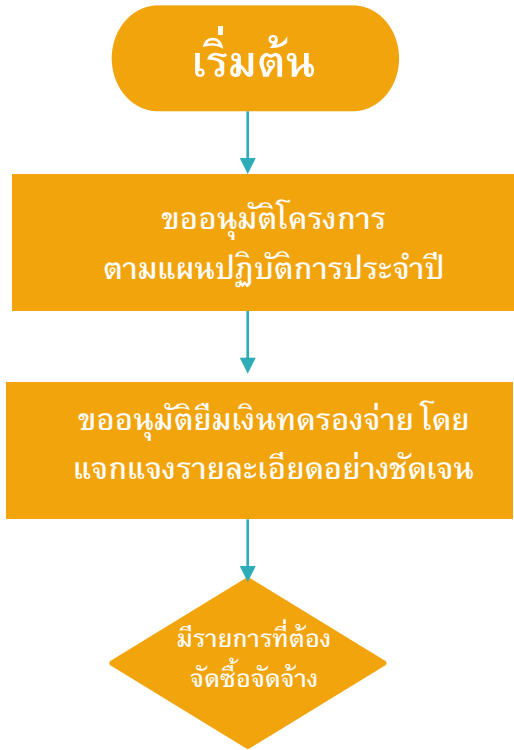 เริ่มต้น
ขออนุมัติโครงการ
ตามแผนปฏิบัติการประจำปี
ขออนุมัติยืมเงินทดรองจ่าย โดย
แจกแจงรายละเอียดอย่างชัดเจน
มีรายการที่ต้อง
จัดซื้อจัดจ้าง